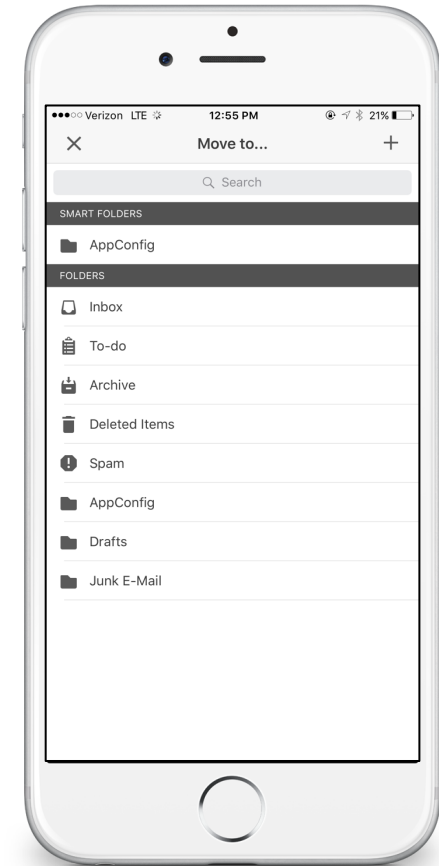 Verizon LTE 12:55 PM 21%
Move to...
Search
SMART FOLDERS
AppConfig
FOLDERS
Inbox
To-do
Archive
Deleted Items
Spam
AppConfig
Drafts
Junk E-Mail